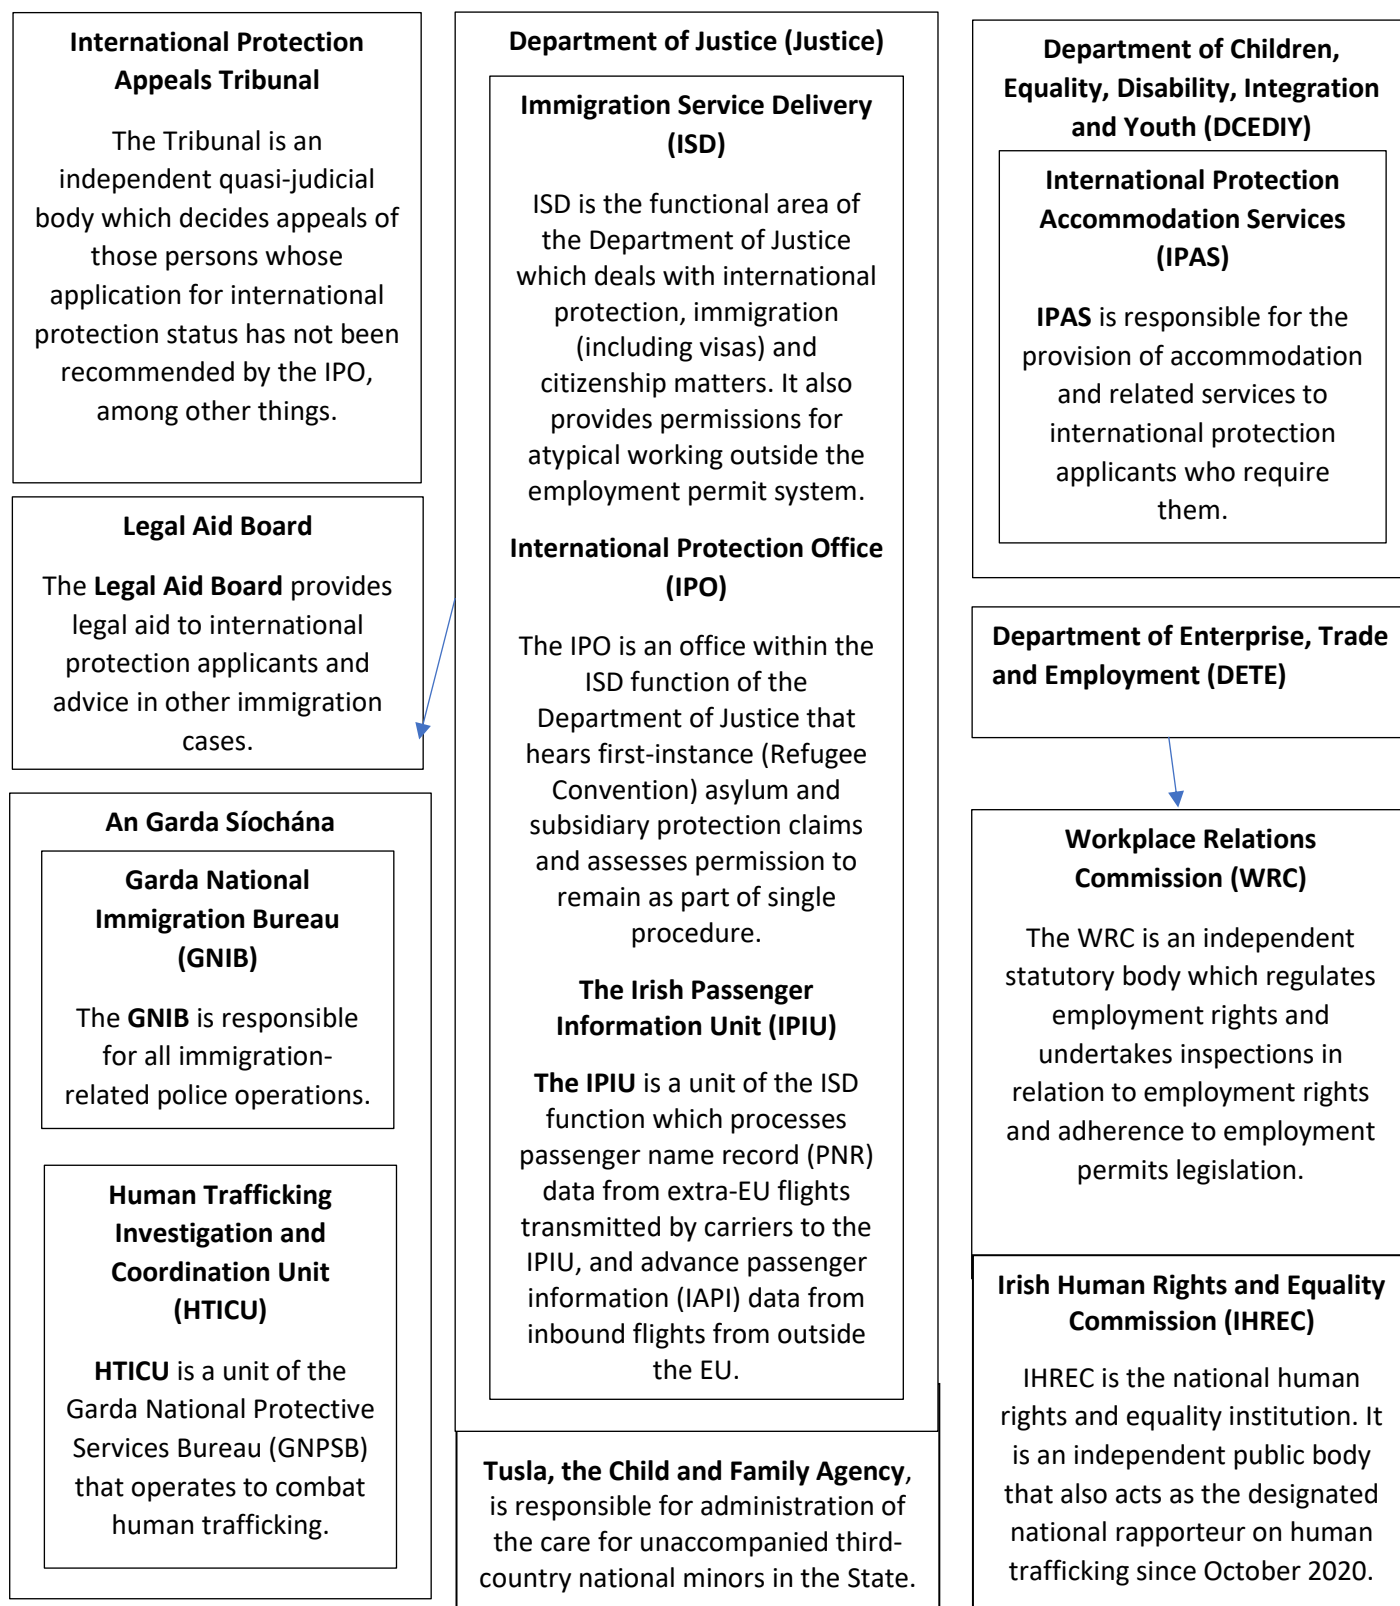 International Protection
Appeals Tribunal
The Tribunal is an
independent quasi-judicial
body which decides appeals of
those persons whose
application for international
protection status has not been
recommended by the IPO,
among other things.
Legal Aid Board
The Legal Aid Board provides
legal aid to international
protection applicants and
advice in other immigration
cases.
An Garda Síochána
Garda National
Immigration Bureau
(GNIB)
The GNIB is responsible
for all immigration-
related police operations.
Human Trafficking
Investigation and
Coordination Unit
(HTICU)
HTICU is a unit of the
Garda National Protective
Services Bureau (GNPSB)
that operates to combat
human trafficking.
Department of Justice (Justice)
Immigration Service Delivery
(ISD)
ISD is the functional area of
the Department of Justice
which deals with international
protection, immigration
(including visas) and
citizenship matters. It also
provides permissions for
atypical working outside the
employment permit system.
International Protection Office
(IPO)
The IPO is an office within the
ISD function of the
Department of Justice that
hears first-instance (Refugee
Convention) asylum and
subsidiary protection claims
and assesses permission to
remain as part of single
procedure.
The Irish Passenger
Information Unit (IPIU)
The IPIU is a unit of the ISD
function which processes
passenger name record (PNR)
data from extra-EU flights
transmitted by carriers to the
IPIU, and advance passenger
information (IAPI) data from
inbound flights from outside
the EU.
Tusla, the Child and Family Agency,
is responsible for administration of
the care for unaccompanied third-
country national minors in the State.
Department of Children,
Equality, Disability, Integration
and Youth (DCEDIY)
International Protection
Accommodation Services
(IPAS)
IPAS is responsible for the
provision of accommodation
and related services to
international protection
applicants who require
them.
Department of Enterprise, Trade
and Employment (DETE)
Workplace Relations
Commission (WRC)
The WRC is an independent
statutory body which regulates
employment rights and
undertakes inspections in
relation to employment rights
and adherence to employment
permits legislation.
Irish Human Rights and Equality
Commission (IHREC)
IHREC is the national human
rights and equality institution. It
is an independent public body
that also acts as the designated
national rapporteur on human
trafficking since October 2020.